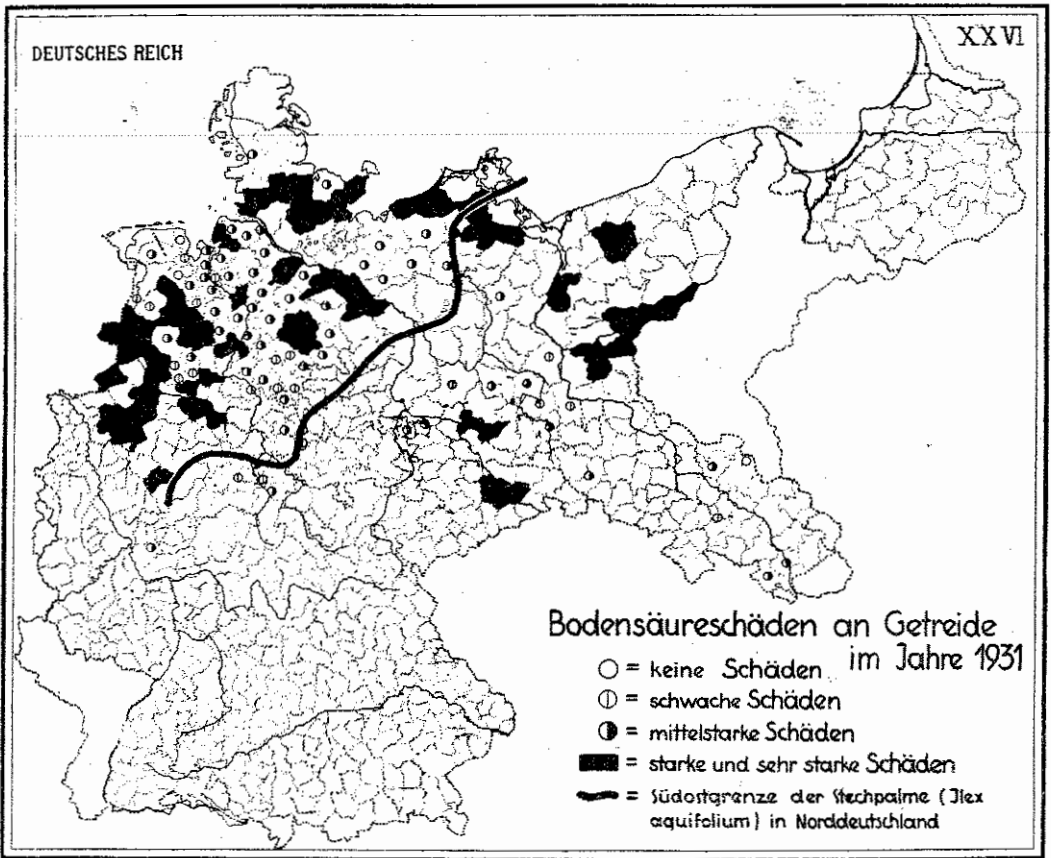 DEUTSCHES REICH
XXVI
Bodensäureschäden an Getreide
im Jahre 1931
= keine Schäden
= schwache Schäden
= mittelstarke Schäden
= starke und sehr starke Schäden
= Südostgrenze der Stechpalme (Ilex
aquifolium) in Norddeutschland